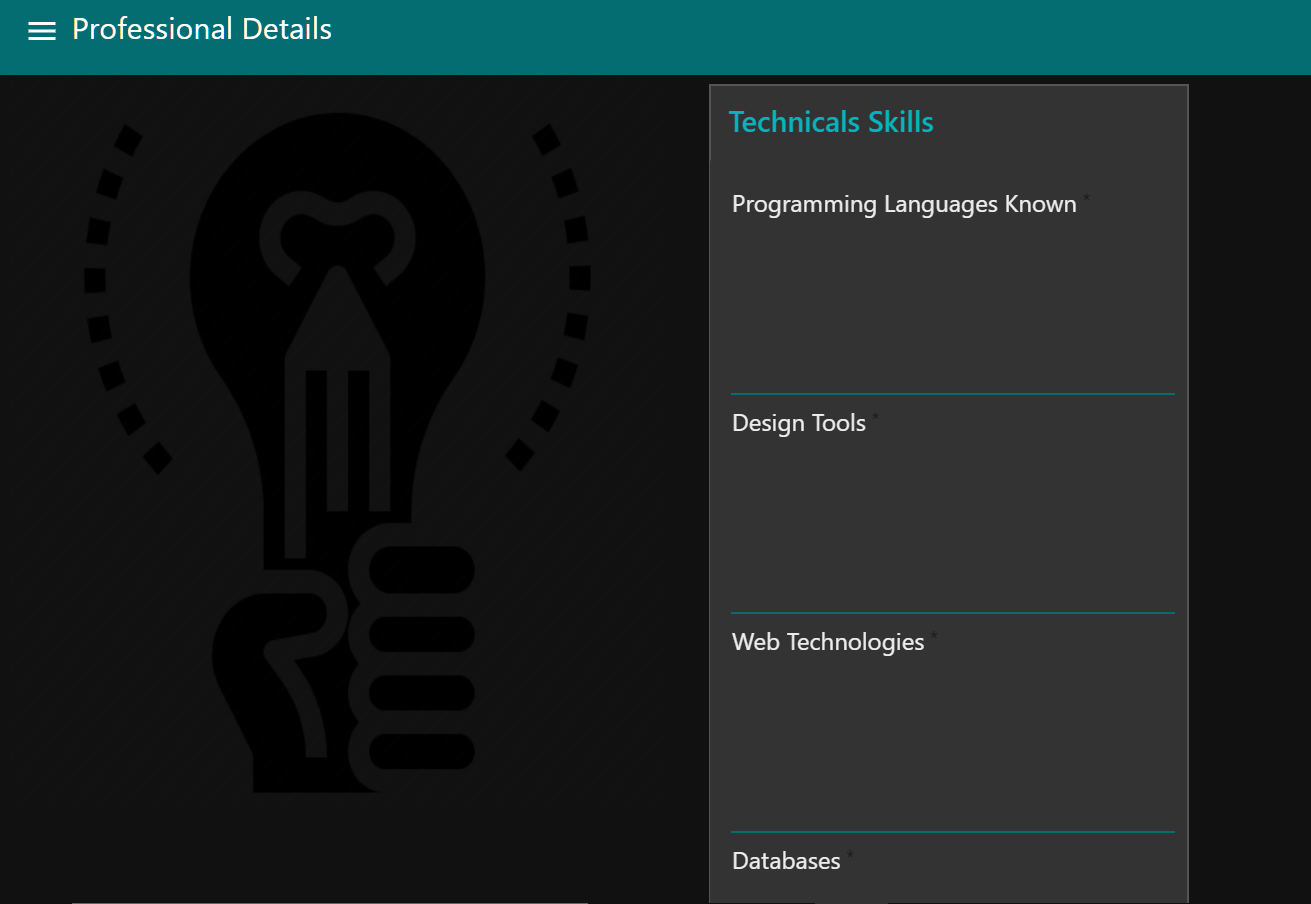 Professional Details
Technicals Skills
Programming Languages Known *
Design Tools *
Web Technologies *
Databases *